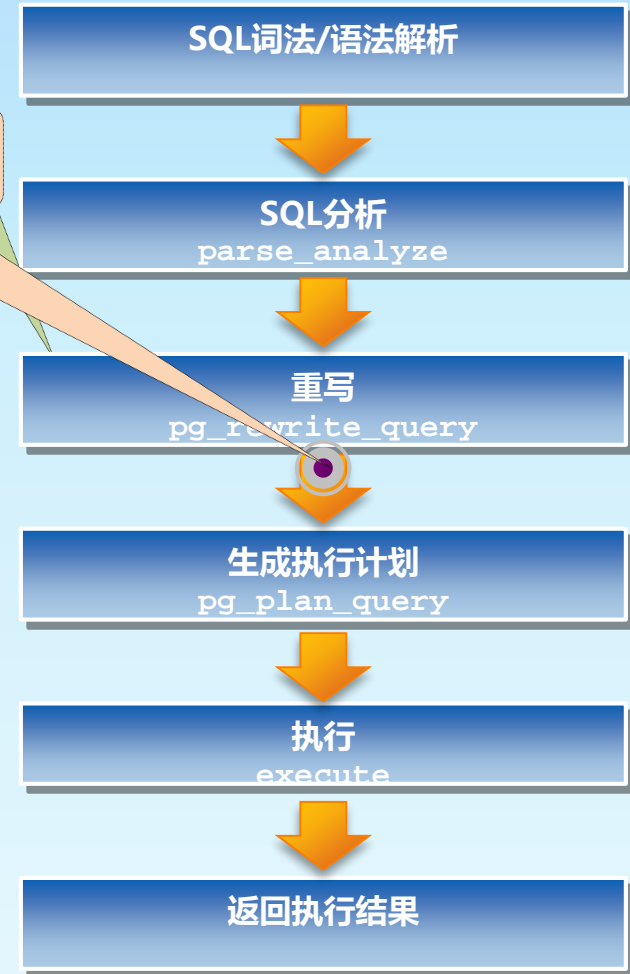 SQL词法/语法解析
SQL分析
parse_analyze
重写
pg_rewrite_query
生成执行计划
pg_plan_query
执行
execute
返回执行结果